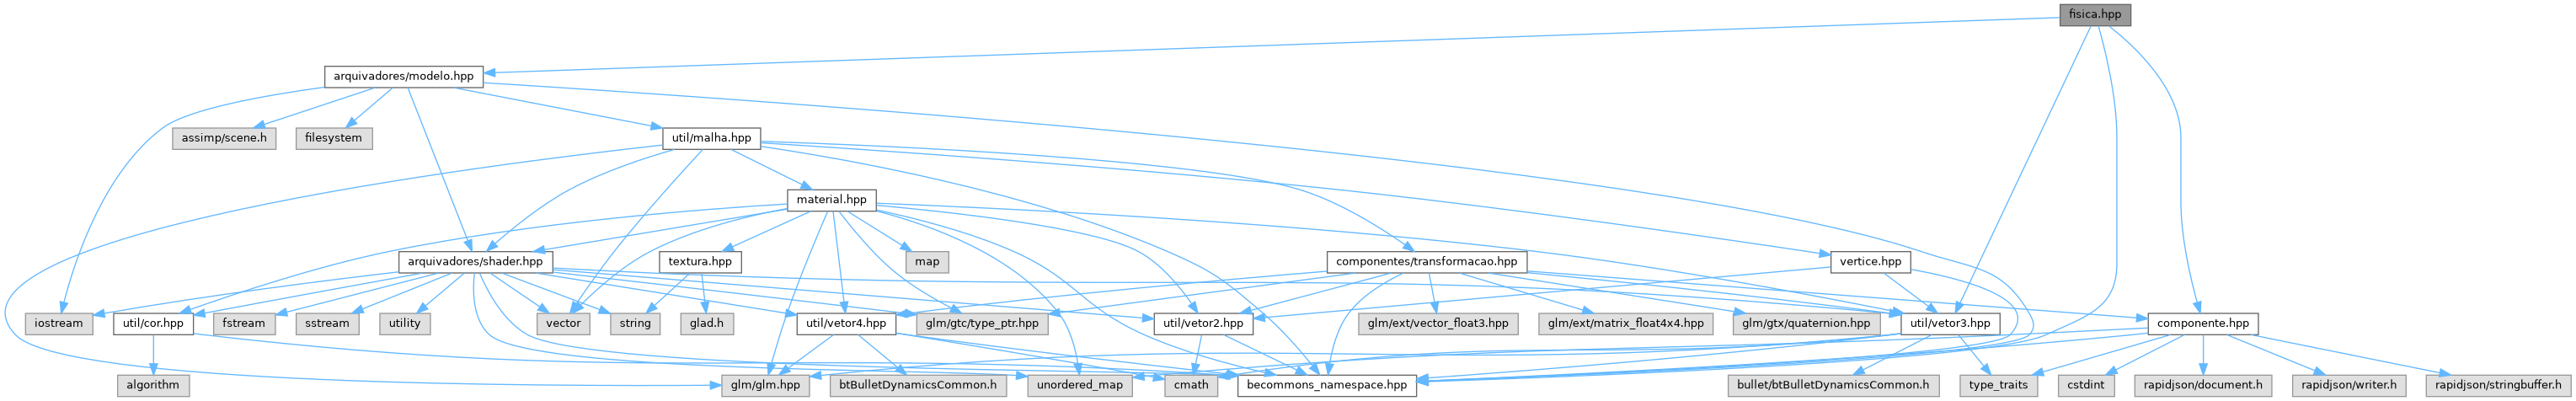 fisica.hpp
arquivadores/modelo.hpp
assimp/scene.h
filesystem
util/malha.hpp
material.hpp
arquivadores/shader.hpp
textura.hpp
map
componentes/transformacao.hpp
vertice.hpp
iostream
util/cor.hpp
fstream
sstream
utility
vector
string
glad.h
util/vetor4.hpp
glm/gtc/type_ptr.hpp
util/vetor2.hpp
glm/ext/vector_float3.hpp
glm/ext/matrix_float4x4.hpp
glm/gtx/quaternion.hpp
util/vetor3.hpp
componente.hpp
algorithm
glm/glm.hpp
btBulletDynamicsCommon.h
unordered_map
cmath
becommons_namespace.hpp
bullet/btBulletDynamicsCommon.h
type_traits
cstdint
rapidjson/document.h
rapidjson/writer.h
rapidjson/stringbuffer.h